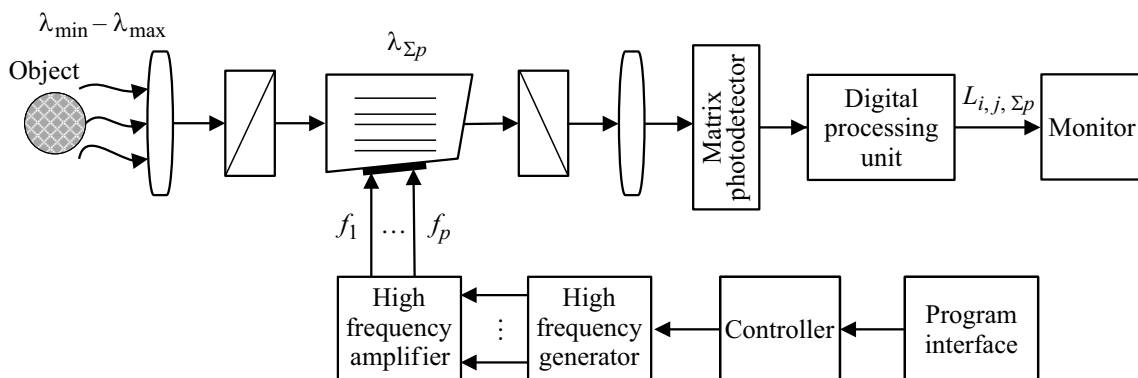 λmin – λmax
Object
λΣp
Matrix
photodetector
Digital
processing
unit
Li, j, Σp
Monitor
f1 ... fp
High
frequency
amplifier
...
High
frequency
generator
Controller
Program
interface